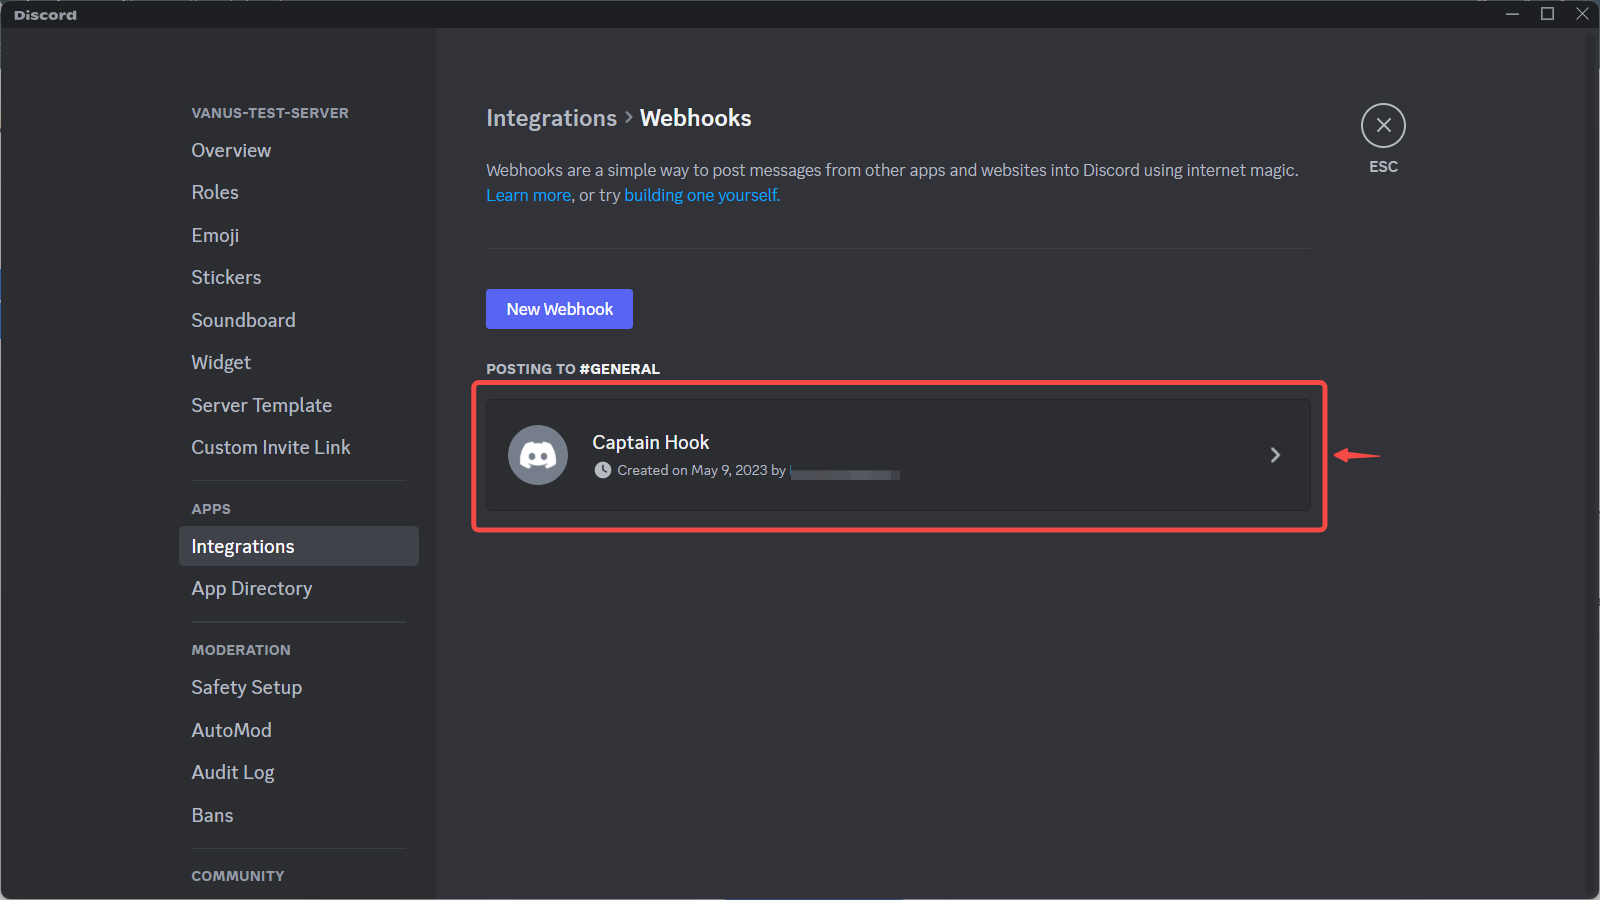 Discord
VANUS-TEST-SERVER
Overview
Roles
Emoji
Stickers
Soundboard
Widget
Server Template
Custom Invite Link
APPS
Integrations
App Directory
MODERATION
Safety Setup
AutoMod
Audit Log
Bans
COMMUNITY
Integrations > Webhooks
Webhooks are a simple way to post messages from other apps and websites into Discord using internet magic.
Learn more, or try building one yourself.
New Webhook
POSTING TO #GENERAL
Captain Hook
Created on May 9, 2023 by
ESC